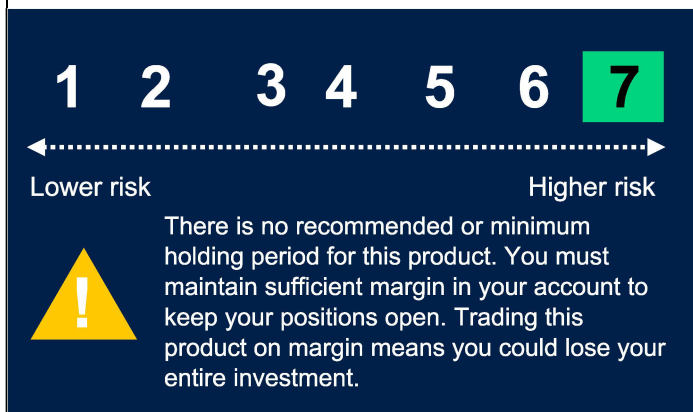 1 2 3 4 5 6 7
Lower risk Higher risk
There is no recommended or minimum
holding period for this product. You must
maintain sufficient margin in your account to
keep your positions open. Trading this
product on margin means you could lose your
entire investment.
!